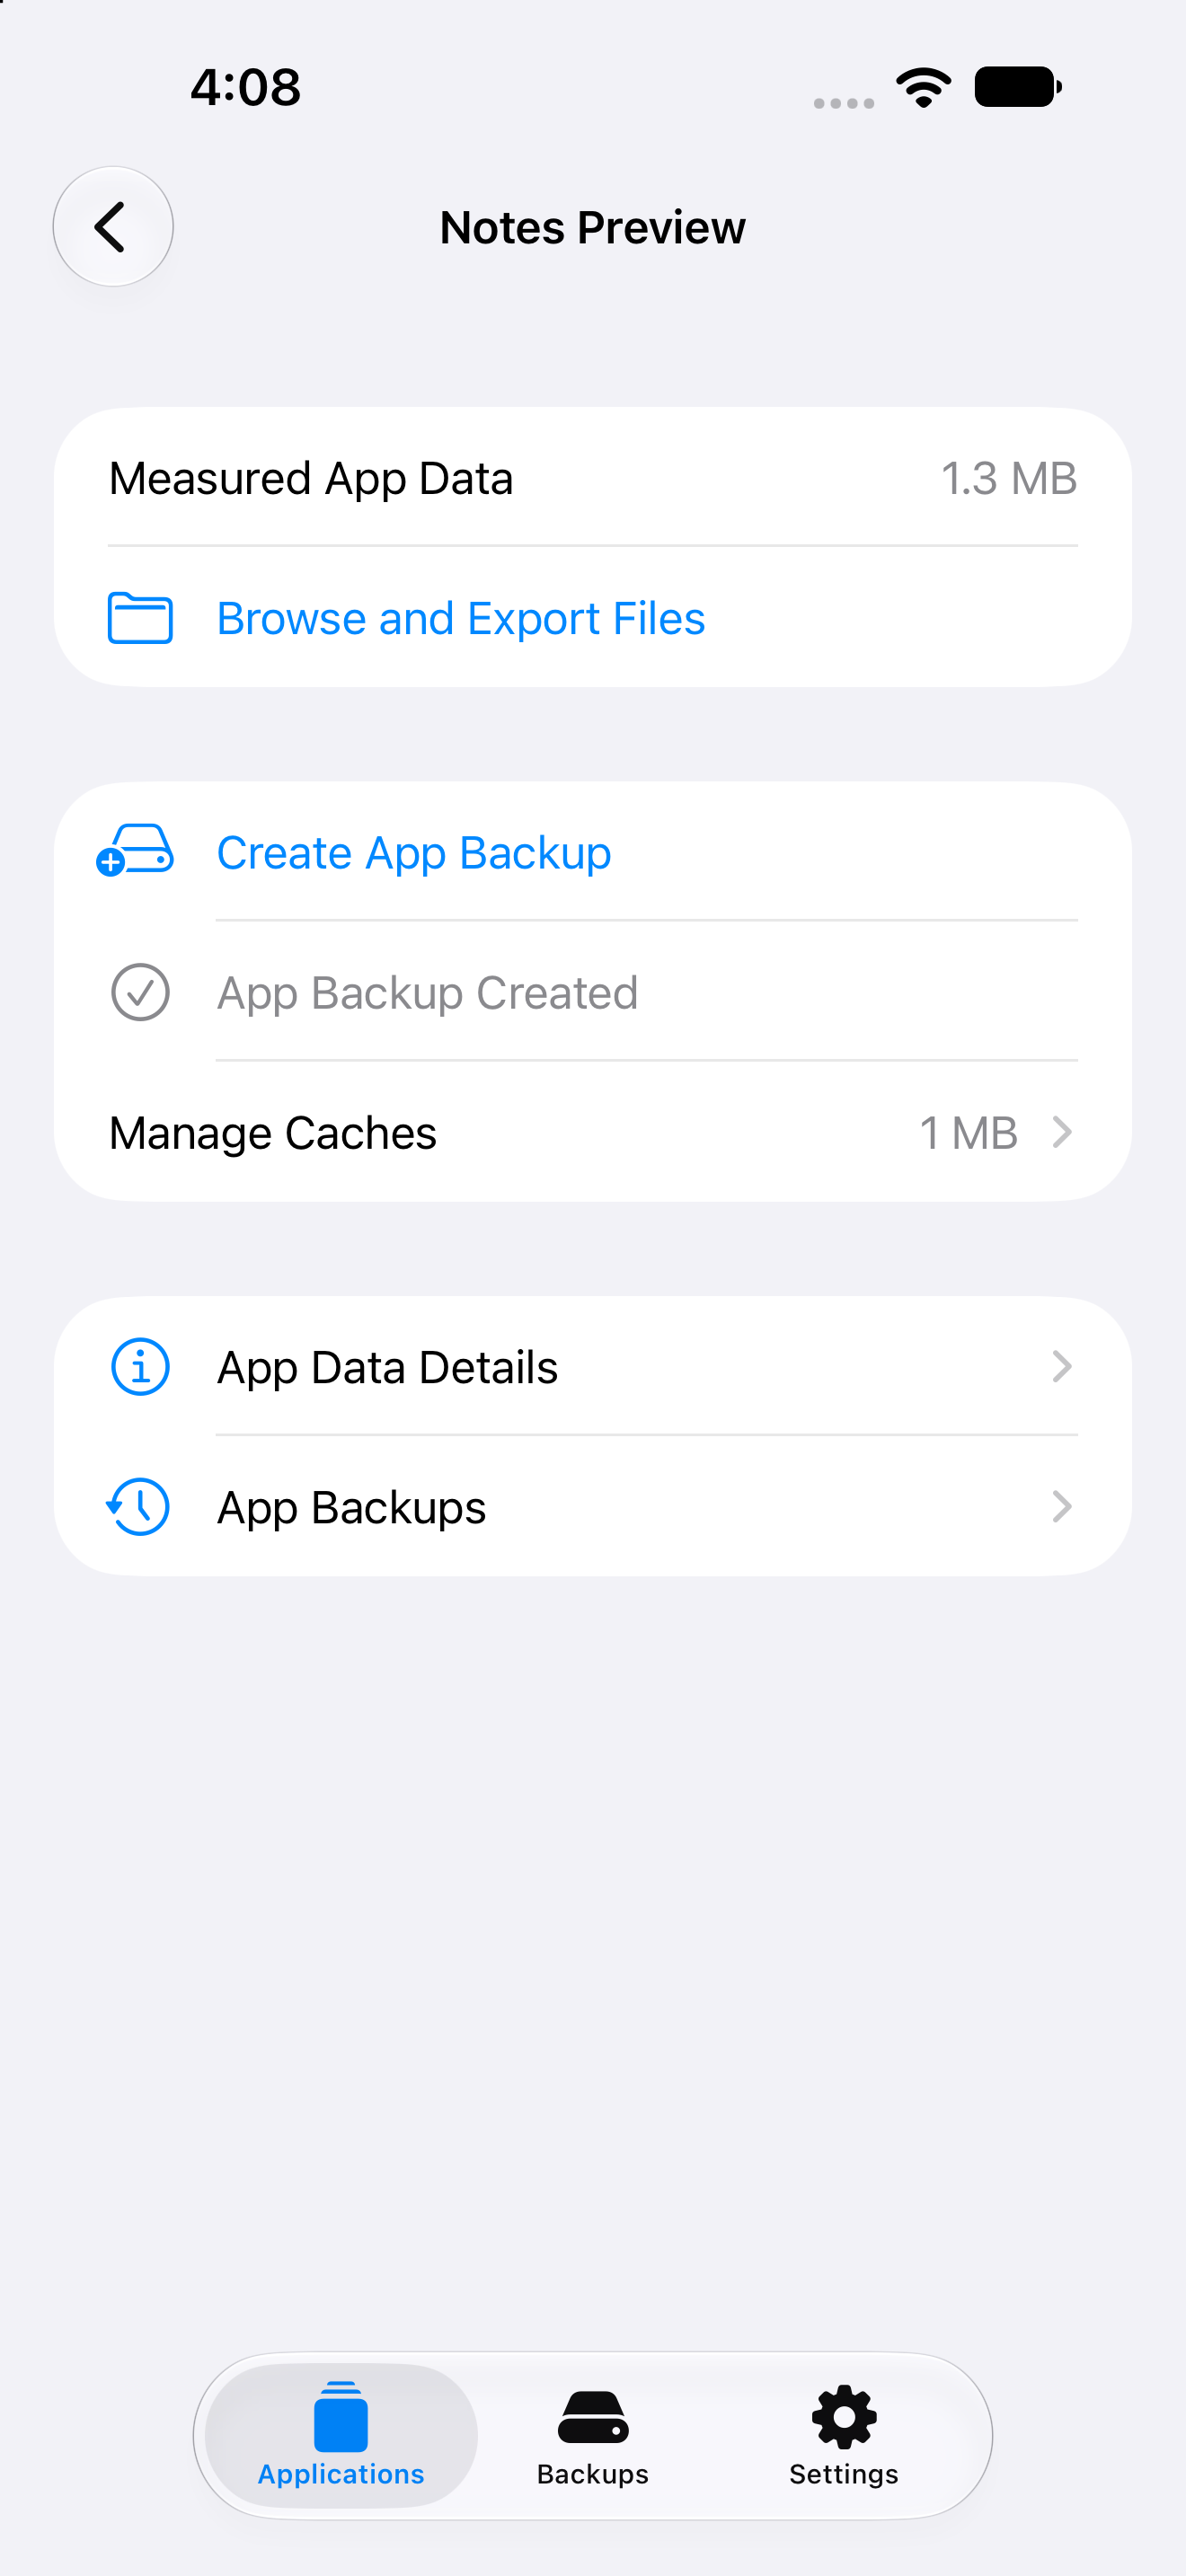 4:08
Notes Preview
Measured App Data 1.3 MB
Browse and Export Files
Create App Backup
App Backup Created
Manage Caches 1 MB
App Data Details
App Backups
Applications Backups Settings